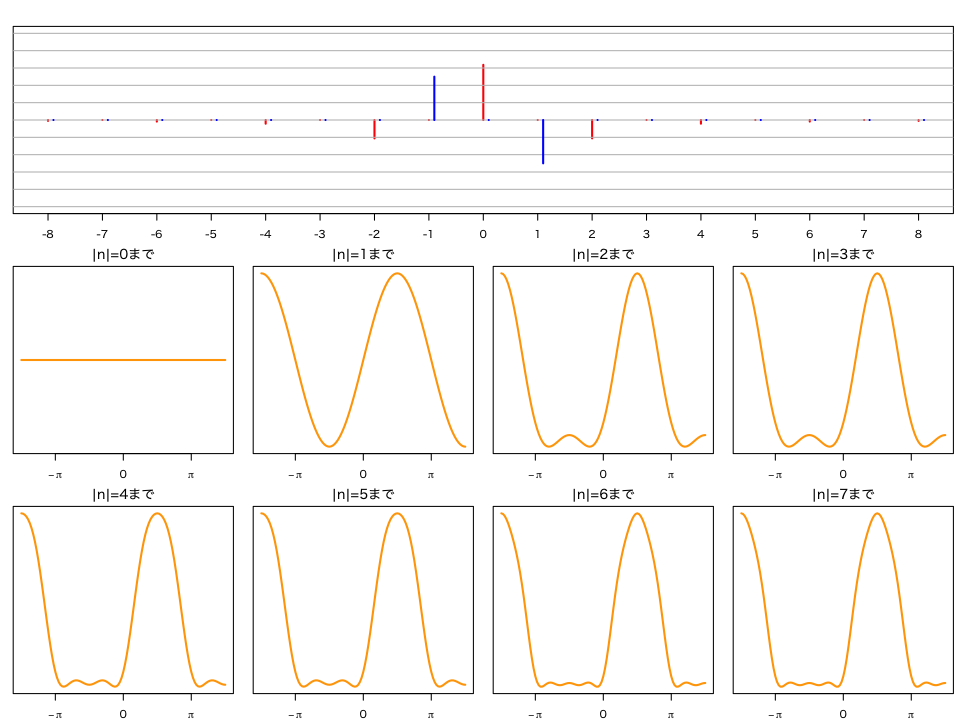 -8 -7 -6 -5 -4 -3 -2 -1 0 1 2 3 4 5 6 7 8
|n|=0まで |n|=1まで |n|=2まで |n|=3まで
−π 0 π −π 0 π −π 0 π −π 0 π
|n|=4まで |n|=5まで |n|=6まで |n|=7まで
−π 0 π −π 0 π −π 0 π −π 0 π